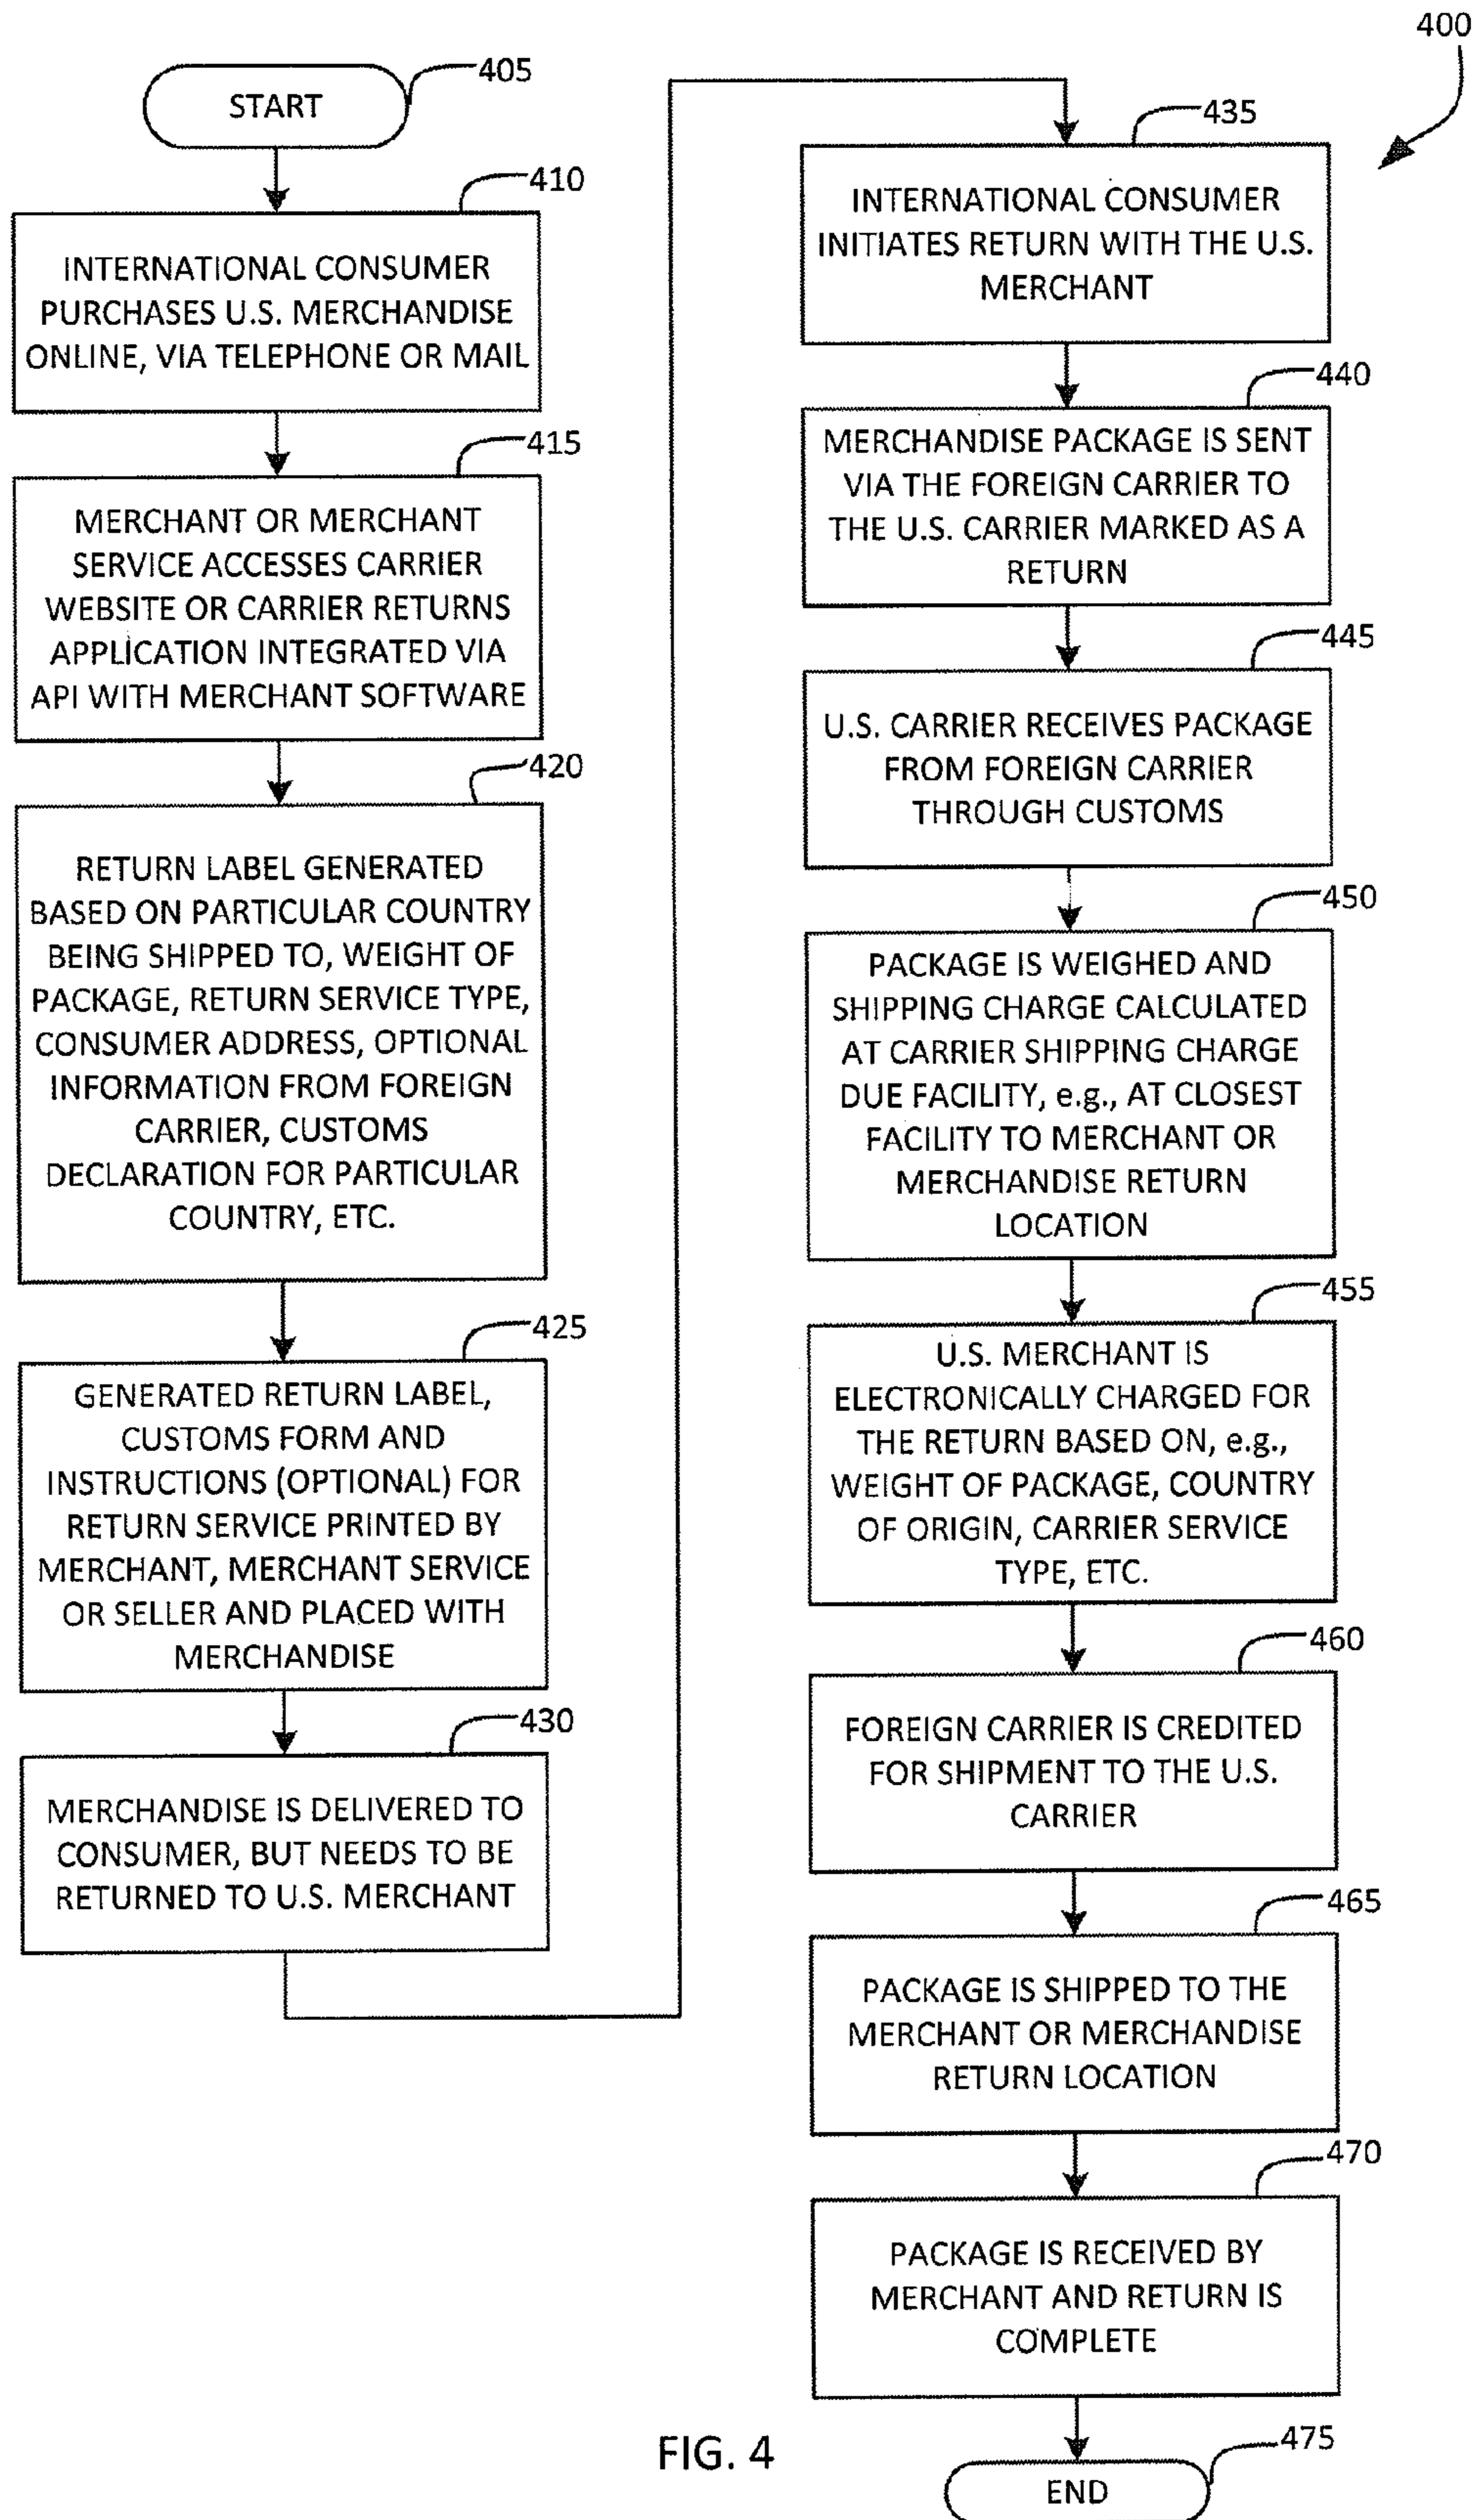 400
START
405
410
INTERNATIONAL CONSUMER
PURCHASES U.S. MERCHANDISE
ONLINE, VIA TELEPHONE OR MAIL
415
MERCHANT OR MERCHANT
SERVICE ACCESSES CARRIER
WEBSITE OR CARRIER RETURNS
APPLICATION INTEGRATED VIA
API WITH MERCHANT SOFTWARE
420
RETURN LABEL GENERATED
BASED ON PARTICULAR COUNTRY
BEING SHIPPED TO, WEIGHT OF
PACKAGE, RETURN SERVICE TYPE,
CONSUMER ADDRESS, OPTIONAL
INFORMATION FROM FOREIGN
CARRIER, CUSTOMS
DECLARATION FOR PARTICULAR
COUNTRY, ETC.
425
GENERATED RETURN LABEL,
CUSTOMS FORM AND
INSTRUCTIONS (OPTIONAL) FOR
RETURN SERVICE PRINTED BY
MERCHANT, MERCHANT SERVICE
OR SELLER AND PLACED WITH
MERCHANDISE
430
MERCHANDISE IS DELIVERED TO
CONSUMER, BUT NEEDS TO BE
RETURNED TO U.S. MERCHANT
435
INTERNATIONAL CONSUMER
INITIATES RETURN WITH THE U.S.
MERCHANT
440
MERCHANDISE PACKAGE IS SENT
VIA THE FOREIGN CARRIER TO
THE U.S. CARRIER MARKED AS A
RETURN
445
U.S. CARRIER RECEIVES PACKAGE
FROM FOREIGN CARRIER
THROUGH CUSTOMS
450
PACKAGE IS WEIGHED AND
SHIPPING CHARGE CALCULATED
AT CARRIER SHIPPING CHARGE
DUE FACILITY, e.g., AT CLOSEST
FACILITY TO MERCHANT OR
MERCHANDISE RETURN
LOCATION
455
U.S. MERCHANT IS
ELECTRONICALLY CHARGED FOR
THE RETURN BASED ON, e.g.,
WEIGHT OF PACKAGE, COUNTRY
OF ORIGIN, CARRIER SERVICE
TYPE, ETC.
460
FOREIGN CARRIER IS CREDITED
FOR SHIPMENT TO THE U.S.
CARRIER
465
PACKAGE IS SHIPPED TO THE
MERCHANT OR MERCHANDISE
RETURN LOCATION
470
PACKAGE IS RECEIVED BY
MERCHANT AND RETURN IS
COMPLETE
475
END
FIG. 4